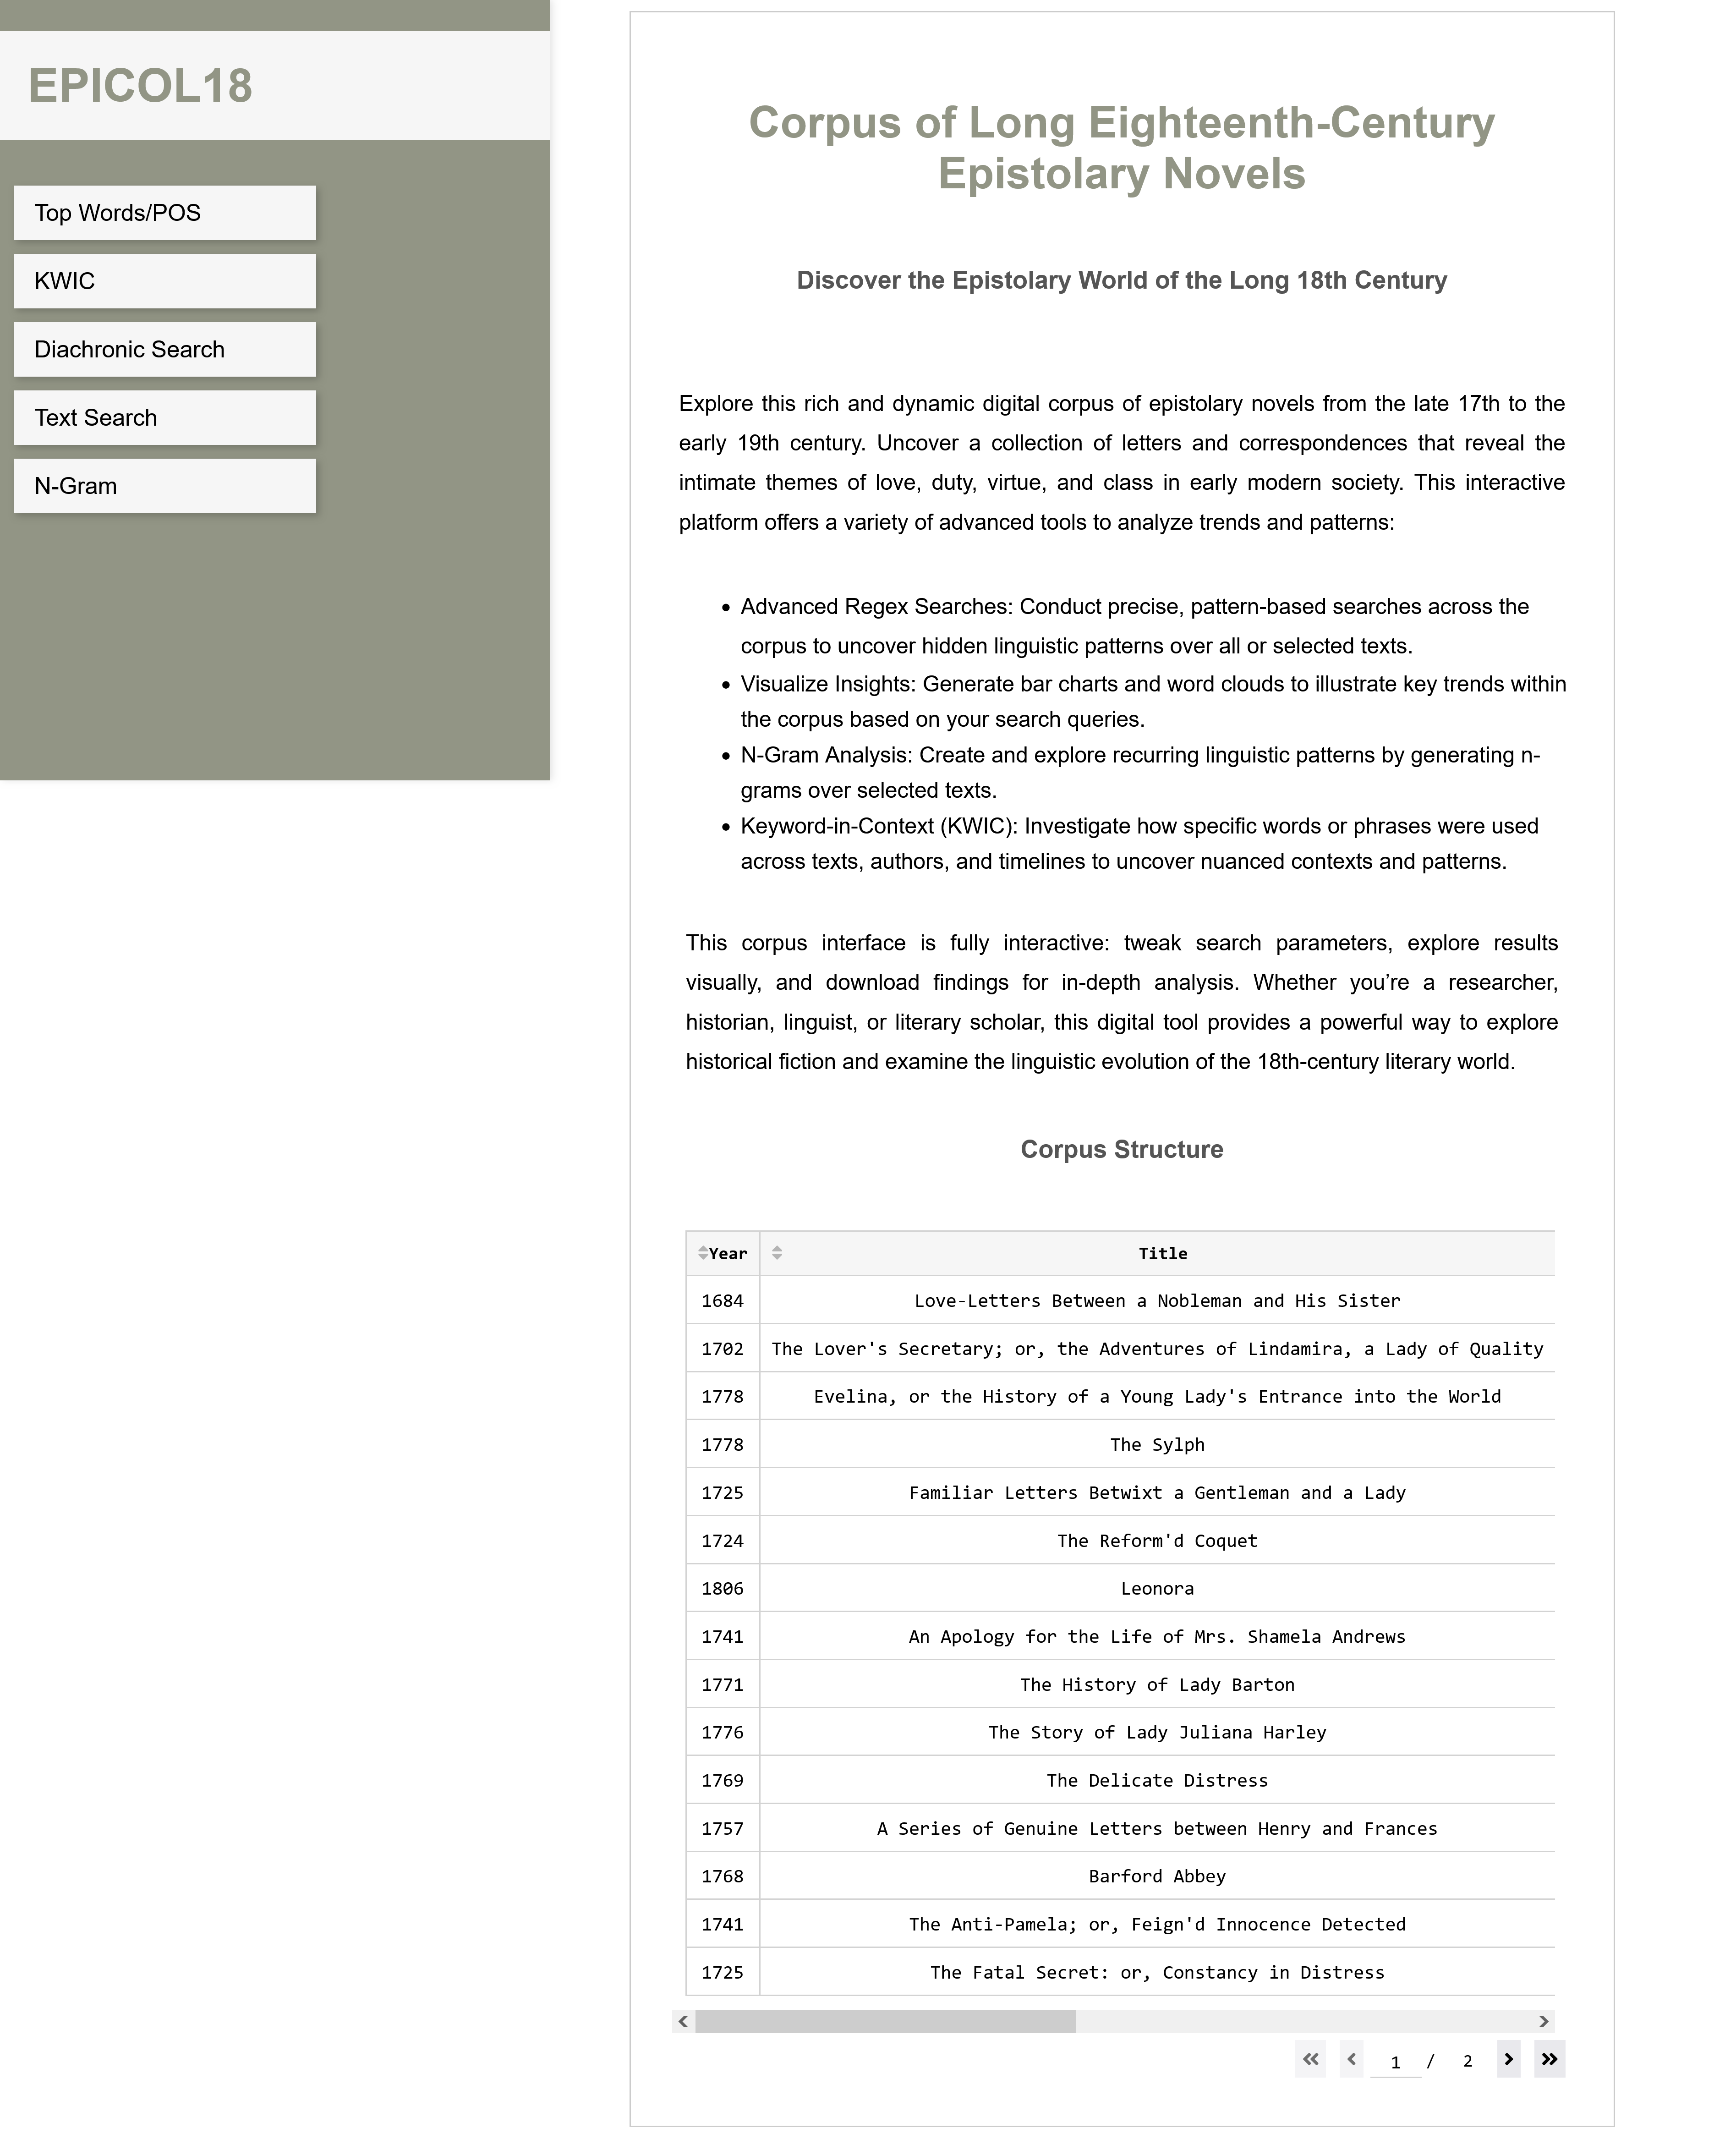 EPICOL18
Top Words/POS
KWIC
Diachronic Search
Text Search
N-Gram
Corpus of Long Eighteenth-Century
Epistolary Novels
Discover the Epistolary World of the Long 18th Century
Explore this rich and dynamic digital corpus of epistolary novels from the late 17th to the
early 19th century. Uncover a collection of letters and correspondences that reveal the
intimate themes of love, duty, virtue, and class in early modern society. This interactive
platform offers a variety of advanced tools to analyze trends and patterns:
• Advanced Regex Searches: Conduct precise, pattern-based searches across the
corpus to uncover hidden linguistic patterns over all or selected texts.
• Visualize Insights: Generate bar charts and word clouds to illustrate key trends within
the corpus based on your search queries.
• N-Gram Analysis: Create and explore recurring linguistic patterns by generating n-
grams over selected texts.
• Keyword-in-Context (KWIC): Investigate how specific words or phrases were used
across texts, authors, and timelines to uncover nuanced contexts and patterns.
This corpus interface is fully interactive: tweak search parameters, explore results
visually, and download findings for in-depth analysis. Whether you’re a researcher,
historian, linguist, or literary scholar, this digital tool provides a powerful way to explore
historical fiction and examine the linguistic evolution of the 18th-century literary world.
Corpus Structure
Year Title
1684 Love-Letters Between a Nobleman and His Sister
1702 The Lover's Secretary; or, the Adventures of Lindamira, a Lady of Quality
1778 Evelina, or the History of a Young Lady's Entrance into the World
1778 The Sylph
1725 Familiar Letters Betwixt a Gentleman and a Lady
1724 The Reform'd Coquet
1806 Leonora
1741 An Apology for the Life of Mrs. Shamela Andrews
1771 The History of Lady Barton
1776 The Story of Lady Juliana Harley
1769 The Delicate Distress
1757 A Series of Genuine Letters between Henry and Frances
1768 Barford Abbey
1741 The Anti-Pamela; or, Feign'd Innocence Detected
1725 The Fatal Secret: or, Constancy in Distress
1 / 2